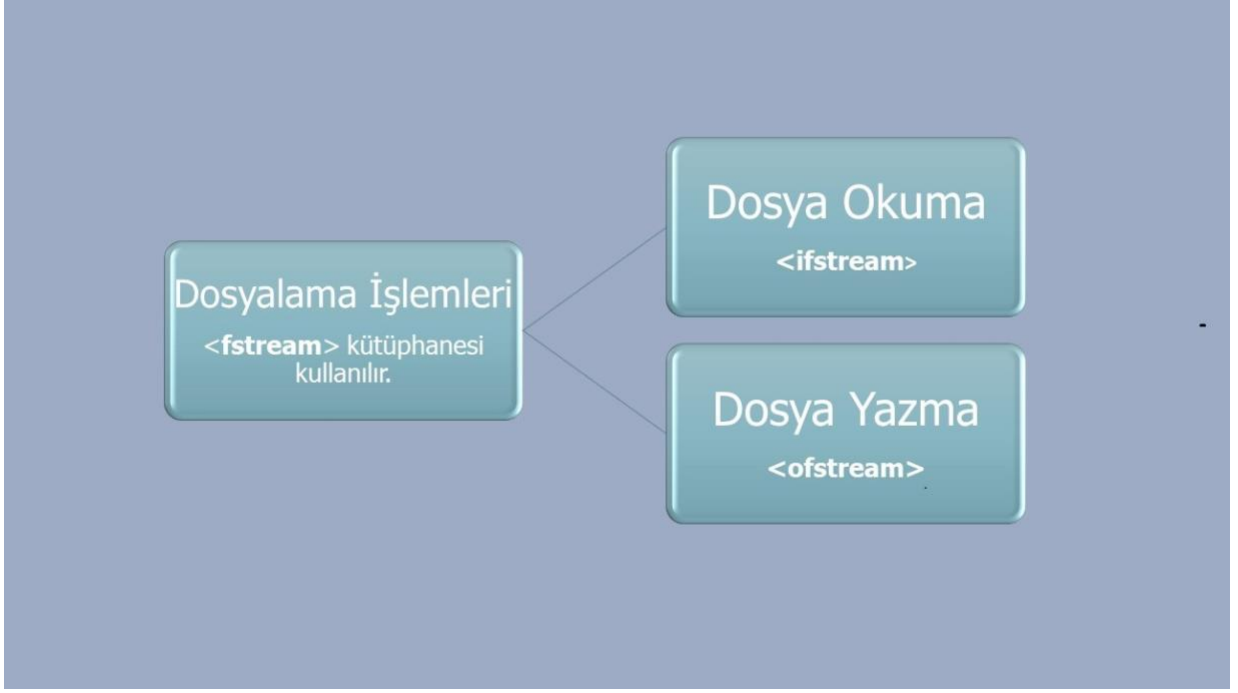 Dosyalama İşlemleri
<fstream> kütüphanesi
kullanılır.
Dosya Okuma
<ifstream>
Dosya Yazma
<ofstream>